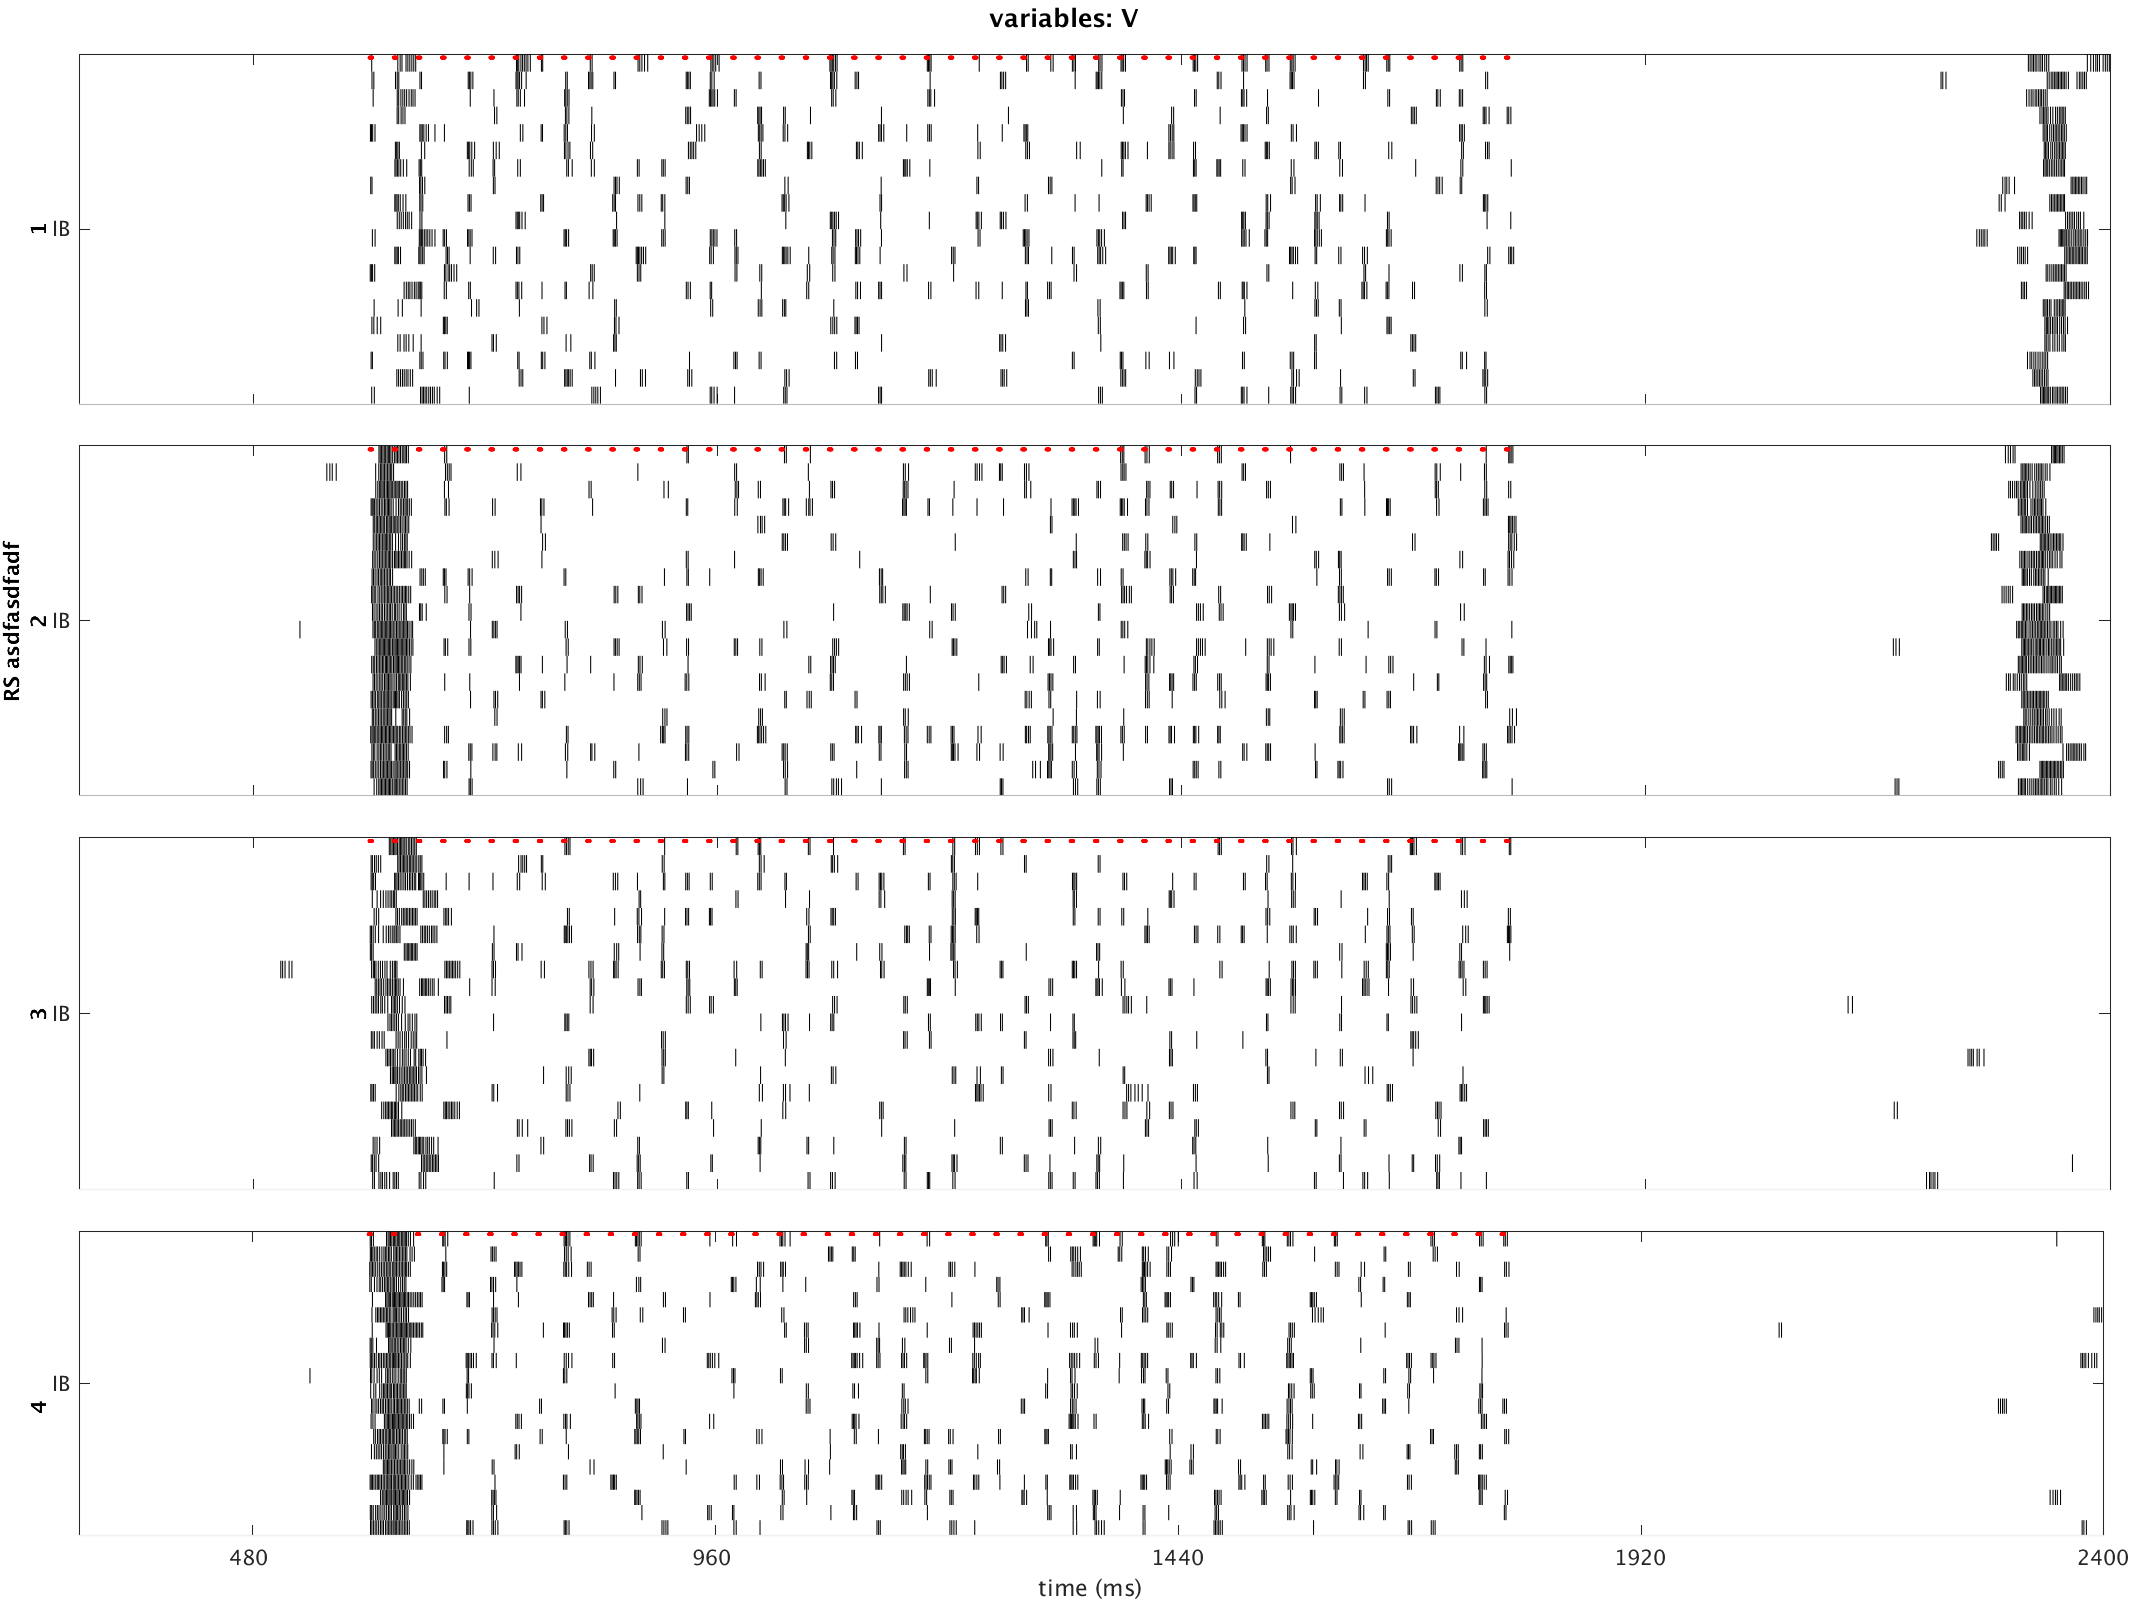 variables: V
RS asdfasdfadf
1 IB
2 IB
3 IB
4 IB
480 960 1440 1920 2400
time (ms)